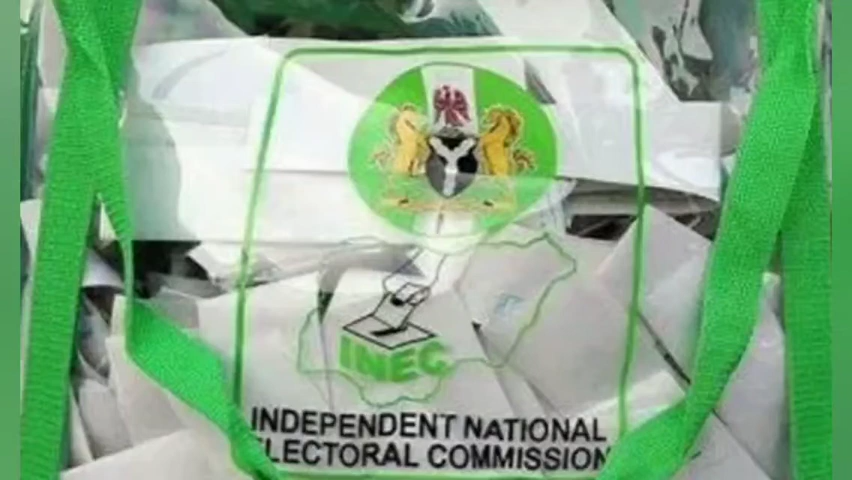 INEC
INDEPENDENT NATIONAL
ELECTORAL COMMISSION